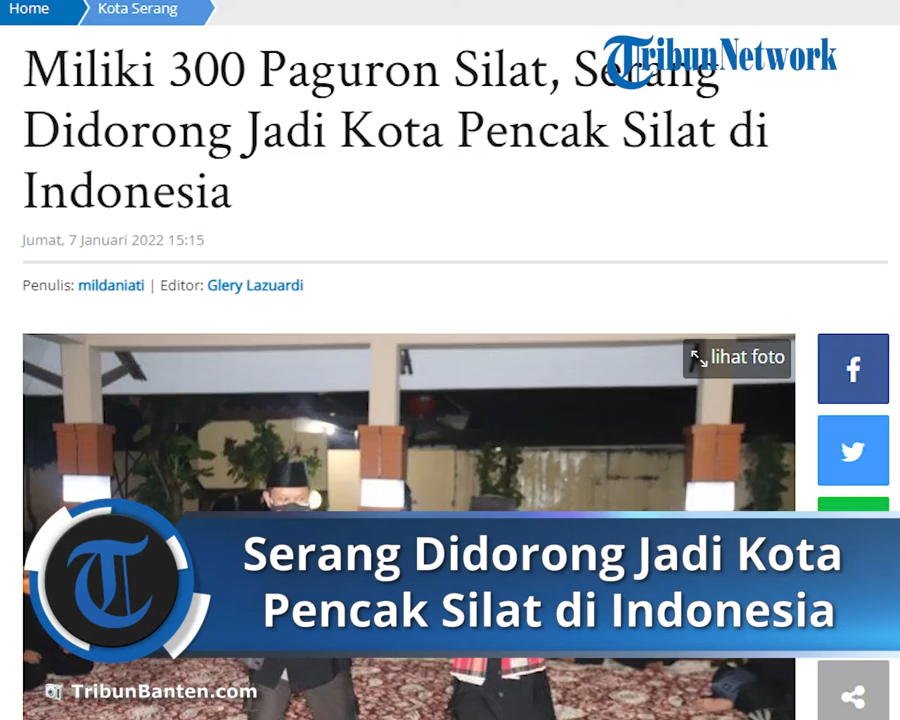 Home
Kota Serang
TribunNetwork
Miliki 300 Paguron Silat, Serang
Didorong Jadi Kota Pencak Silat di
Indonesia
Jumat, 7 Januari 2022 15:15
Penulis: mildaniati | Editor: Glery Lazuardi
lihat foto
Serang Didorong Jadi Kota
Pencak Silat di Indonesia
TribunBanten.com